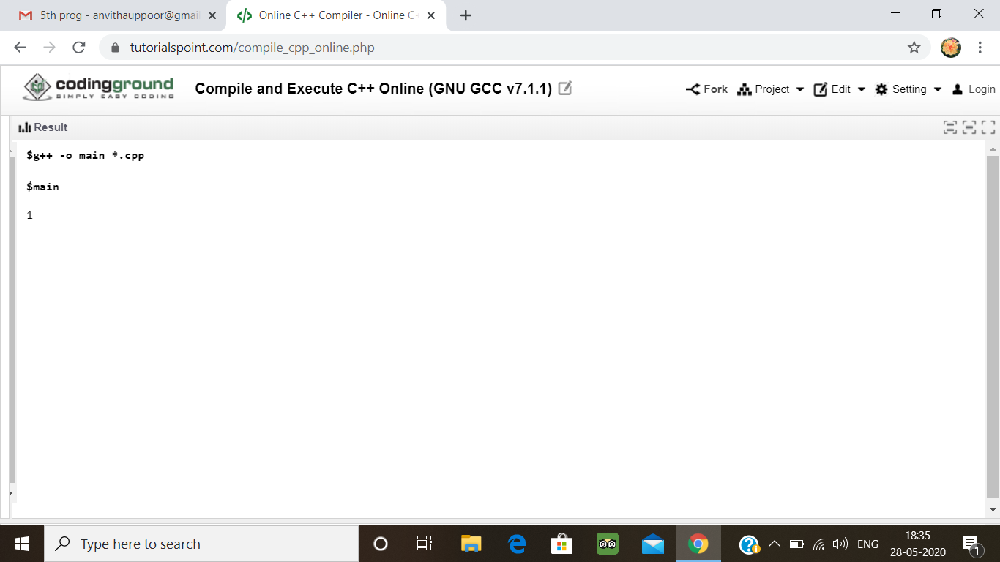 5th prog - anvithauppoor@gmai
Online C++ Compiler - Online C
tutorialspoint.com/compile_cpp_online.php
codingground
SIMPLY EASY CODING
Compile and Execute C++ Online (GNU GCC v7.1.1)
Fork
Project
Edit
Setting
Login
Result
$g++ -o main *.cpp
$main
1
Type here to search
ENG
18:35
28-05-2020
1